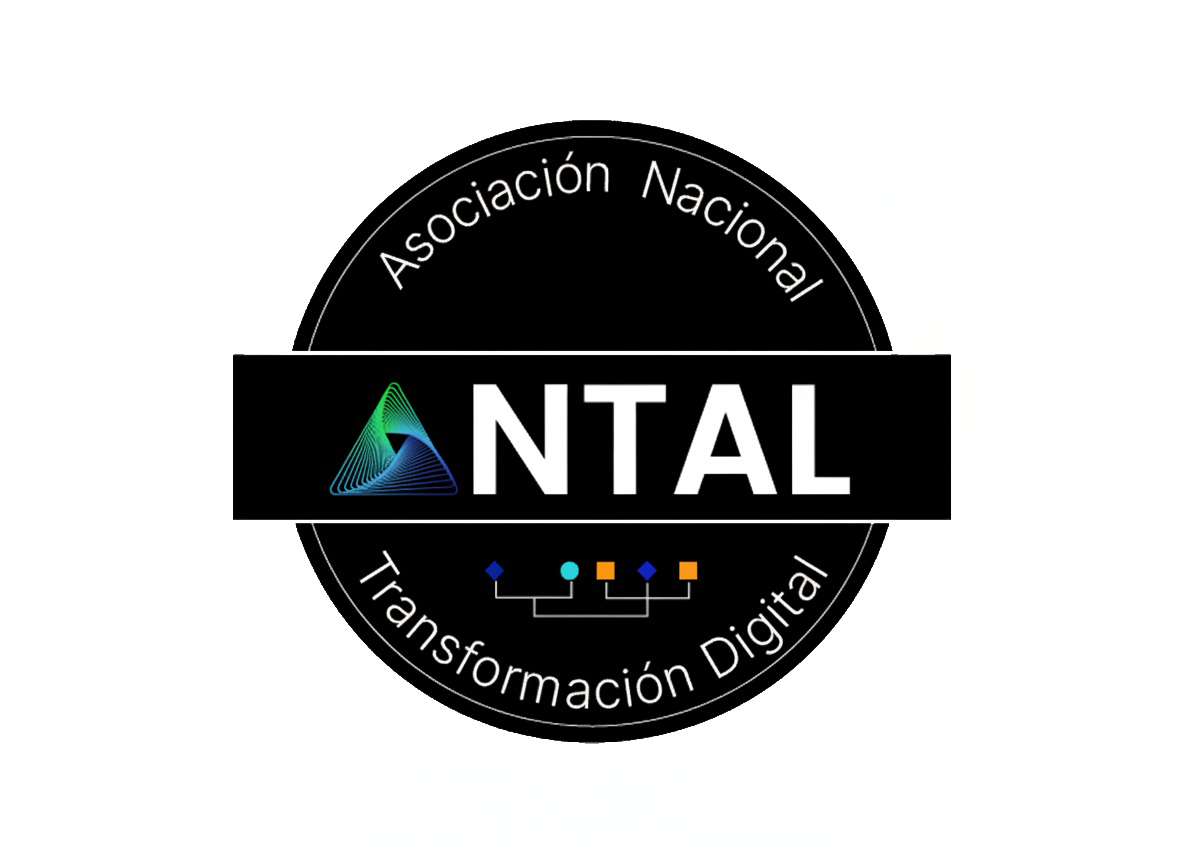 Asociación Nacional
ANTAL
Transformación Digital